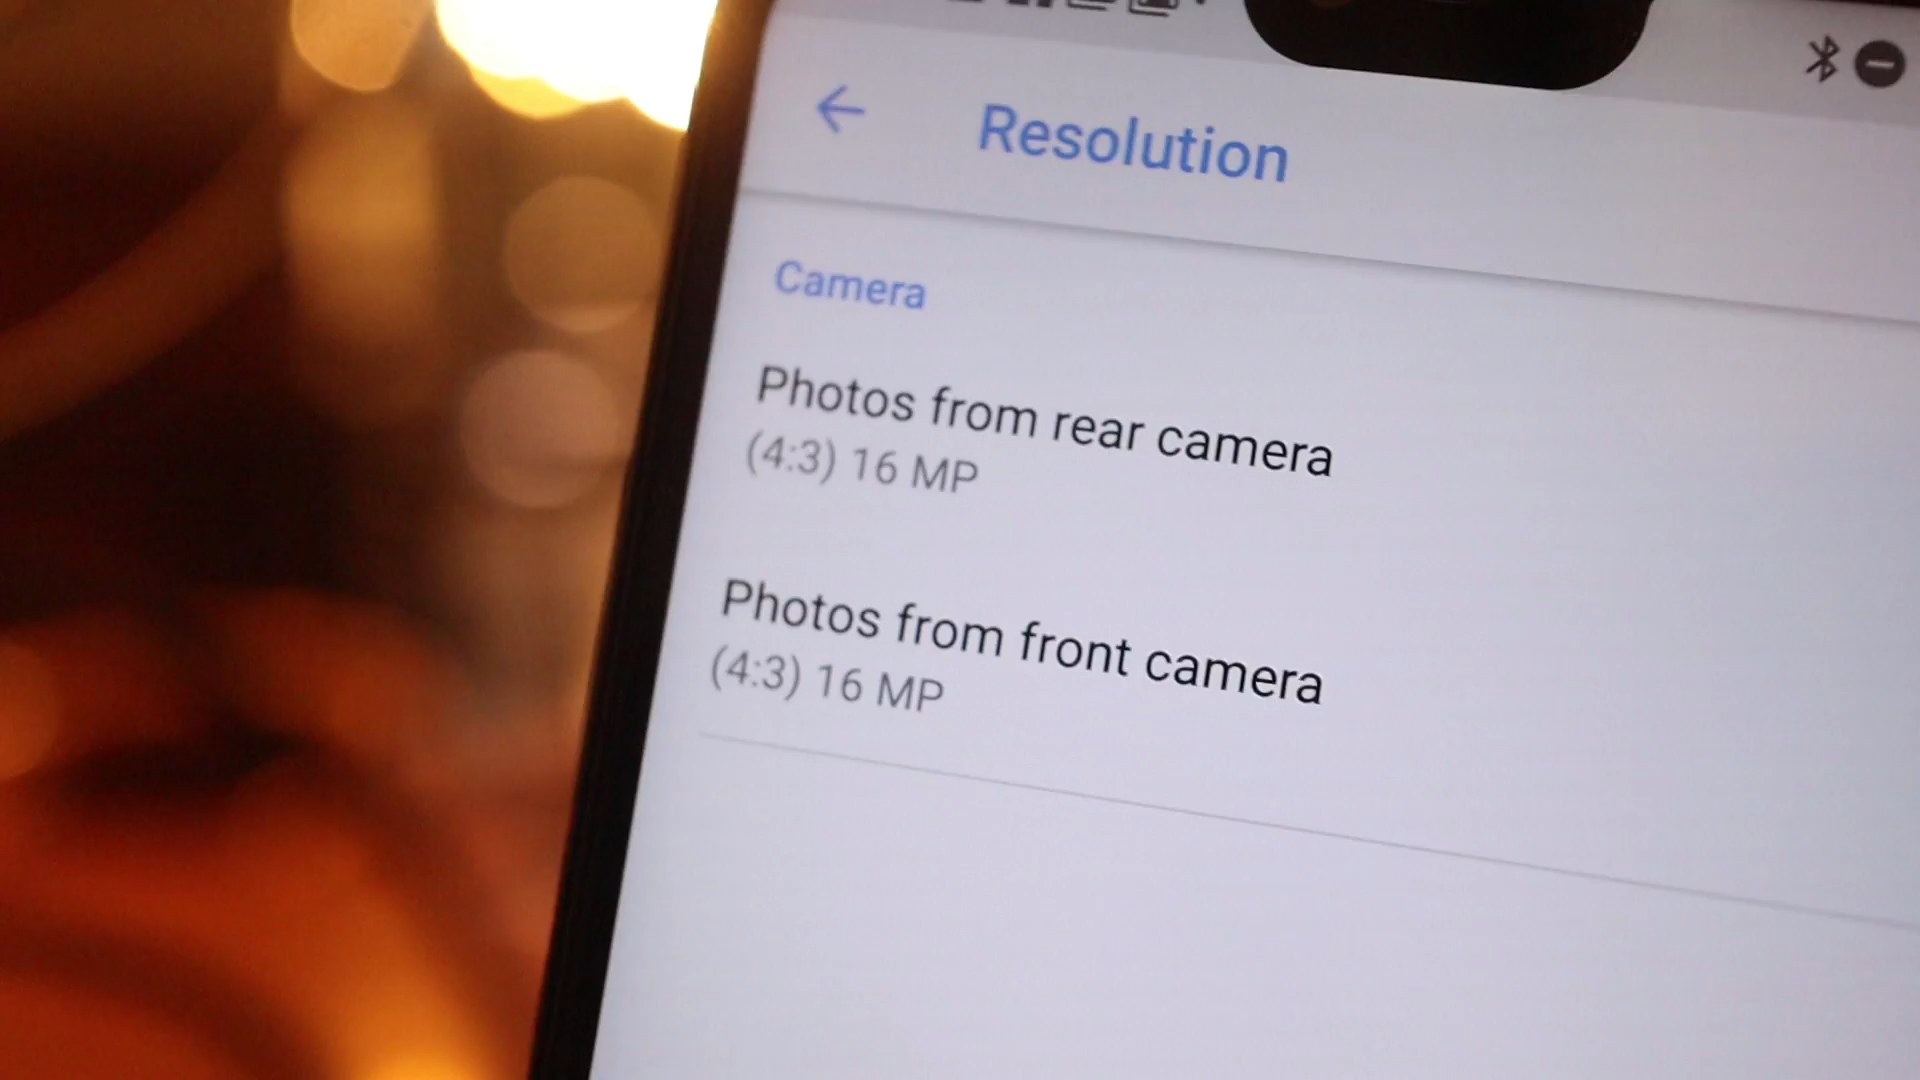 Resolution
Camera
Photos from rear camera
(4:3) 16 MP
Photos from front camera
(4:3) 16 MP